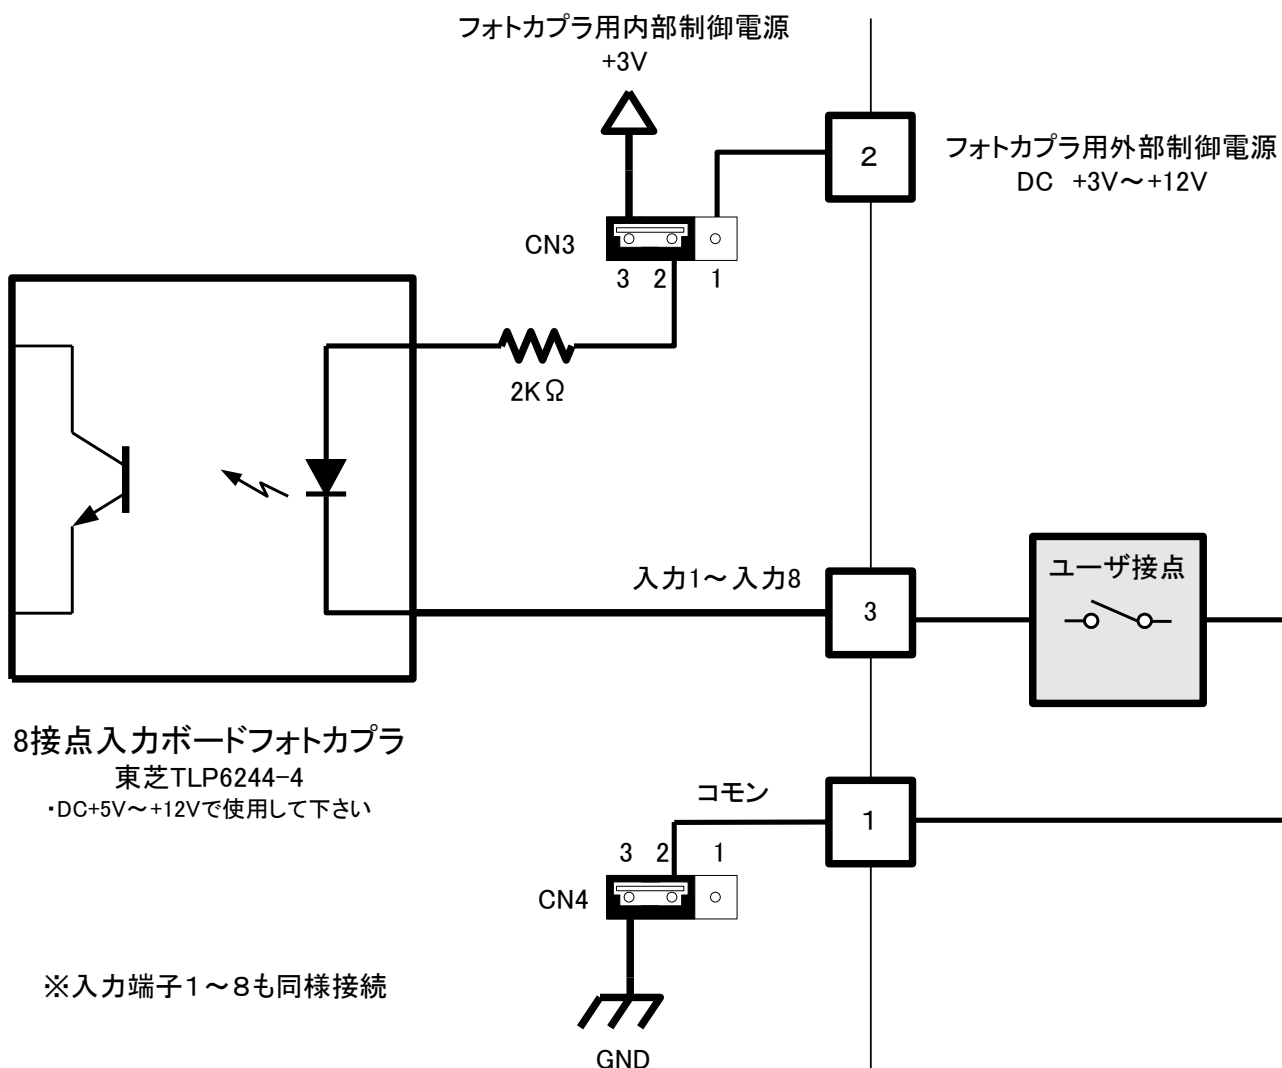 フォトカプラ用内部制御電源
+3V
2
フォトカプラ用外部制御電源
DC +3V～+12V
CN3
3 2 1
2KΩ
ユーザ接点
入力1～入力8
3
8接点入力ボードフォトカプラ
東芝TLP6244-4
・DC+5V～+12Vで使用して下さい
コモン
1
3 2 1
CN4
※入力端子1～8も同様接続
GND